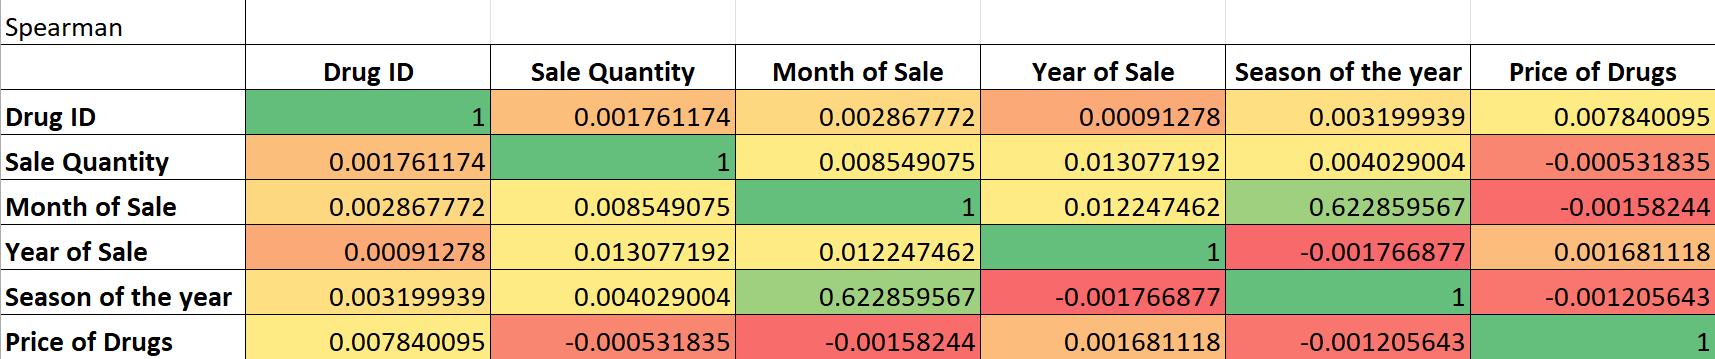 Spearman
Drug ID Sale Quantity Month of Sale Year of Sale Season of the year Price of Drugs
Drug ID 1 0.001761174 0.002867772 0.00091278 0.003199939 0.007840095
Sale Quantity 0.001761174 1 0.008549075 0.013077192 0.004029004 -0.000531835
Month of Sale 0.002867772 0.008549075 1 0.012247462 0.622859567 -0.00158244
Year of Sale 0.00091278 0.013077192 0.012247462 1 -0.001766877 0.001681118
Season of the year 0.003199939 0.004029004 0.622859567 -0.001766877 1 -0.001205643
Price of Drugs 0.007840095 -0.000531835 -0.00158244 0.001681118 -0.001205643 1